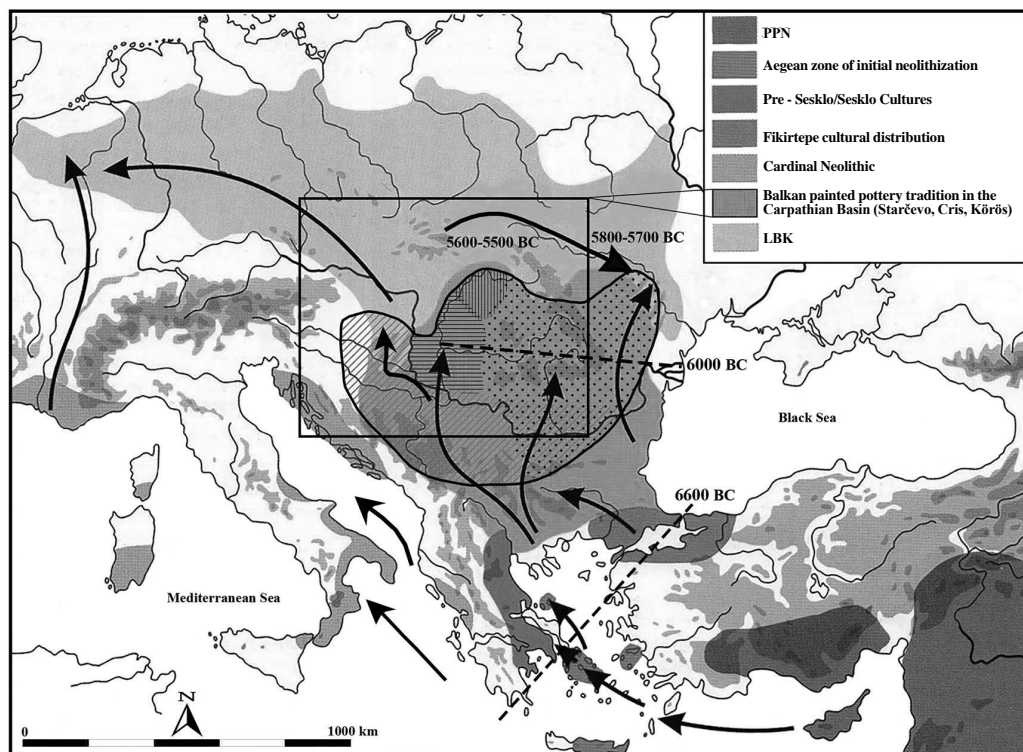 PPN
Aegean zone of initial neolithization
Pre - Sesklo/Sesklo Cultures
Fikirtepe cultural distribution
Cardinal Neolithic
Balkan painted pottery tradition in the
Carpathian Basin (Starčevo, Cris, Körös)
LBK
5600-5500 BC
5800-5700 BC
6000 BC
Black Sea
6600 BC
Mediterranean Sea
N
0
1000 km